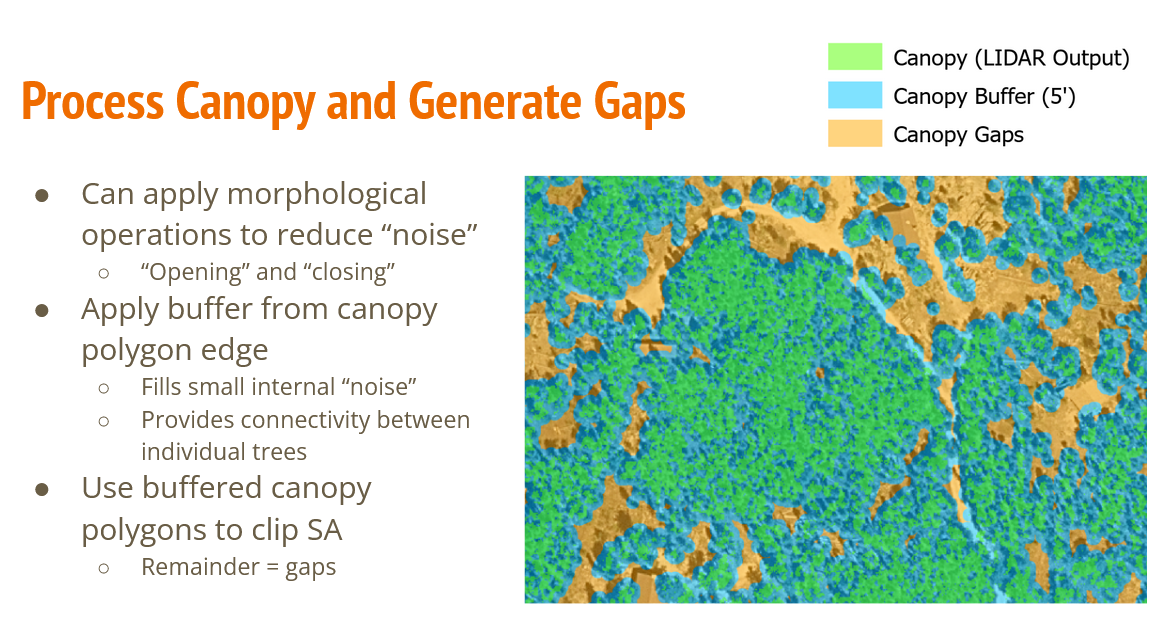 Process Canopy and Generate Gaps
Canopy (LIDAR Output)
Canopy Buffer (5')
Canopy Gaps
● Can apply morphological
operations to reduce “noise”
○ “Opening” and “closing”
● Apply buffer from canopy
polygon edge
○ Fills small internal “noise”
○ Provides connectivity between
individual trees
● Use buffered canopy
polygons to clip SA
○ Remainder = gaps